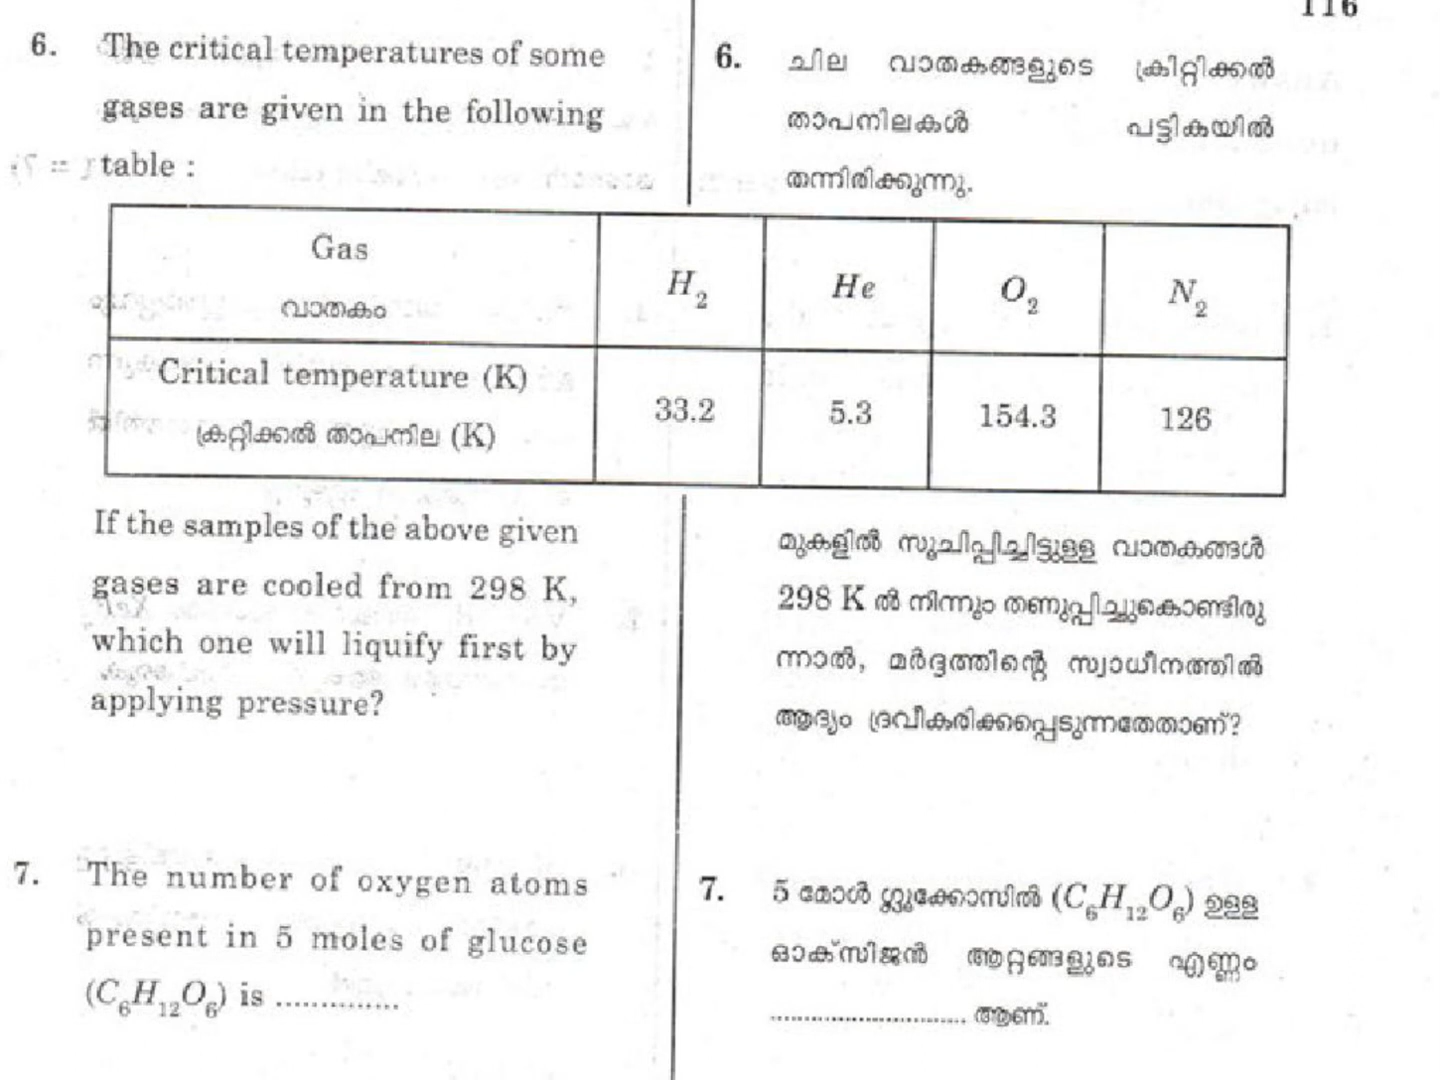 116
6. The critical temperatures of some
gases are given in the following
table :
6. ചില വാതകങ്ങളുടെ ക്രിറ്റിക്കൽ
താപനിലകൾ പട്ടികയിൽ
തന്നിരിക്കുന്നു.
Gas
വാതകം
H₂ He O₂ N₂
Critical temperature (K)
ക്രറ്റിക്കൽ താപനില (K)
33.2 5.3 154.3 126
If the samples of the above given
gases are cooled from 298 K,
which one will liquify first by
applying pressure?
മുകളിൽ സൂചിപ്പിച്ചിട്ടുള്ള വാതകങ്ങൾ
298 K ൽ നിന്നും തണുപ്പിച്ചുകൊണ്ടിരു
ന്നാൽ, മർദ്ദത്തിന്റെ സ്വാധീനത്തിൽ
ആദ്യം ദ്രവീകരിക്കപ്പെടുന്നതേതാണ്?
7. The number of oxygen atoms
present in 5 moles of glucose
(C₆H₁₂O₆) is ..............
7. 5 മോൾ ഗ്ലൂക്കോസിൽ (C₆H₁₂O₆) ഉള്ള
ഓക്സിജൻ ആറ്റങ്ങളുടെ എണ്ണം
............................ ആണ്.